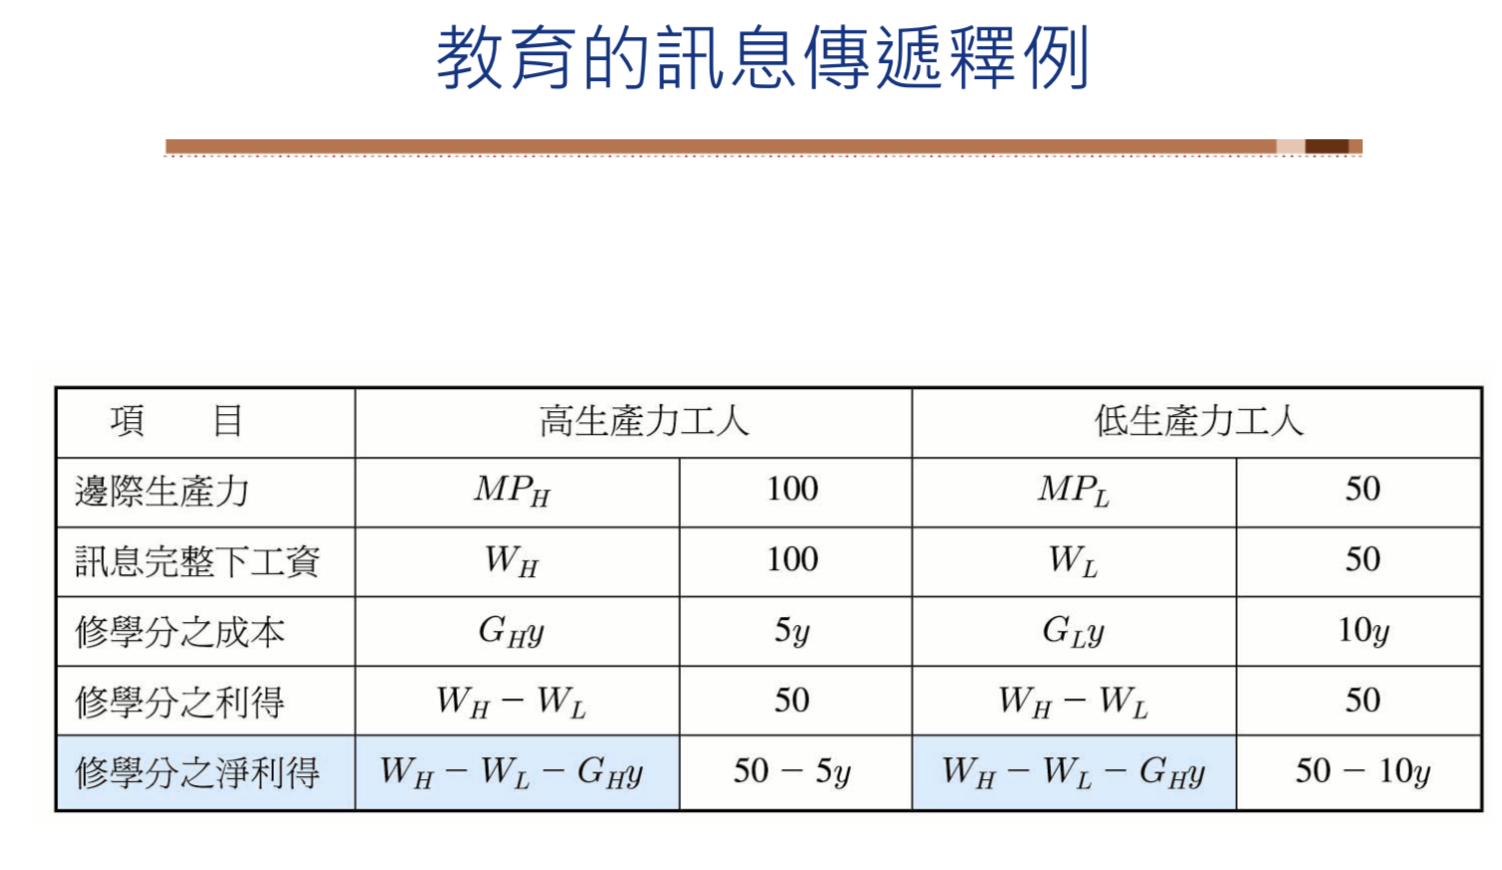 教育的訊息傳遞釋例
項 目 高生產力工人 低生產力工人
邊際生產力 MP_H 100 MP_L 50
訊息完整下工資 W_H 100 W_L 50
修學分之成本 G_Hy 5y G_Ly 10y
修學分之利得 W_H − W_L 50 W_H − W_L 50
修學分之淨利得 W_H − W_L − G_Hy 50 − 5y W_H − W_L − G_Hy 50 − 10y